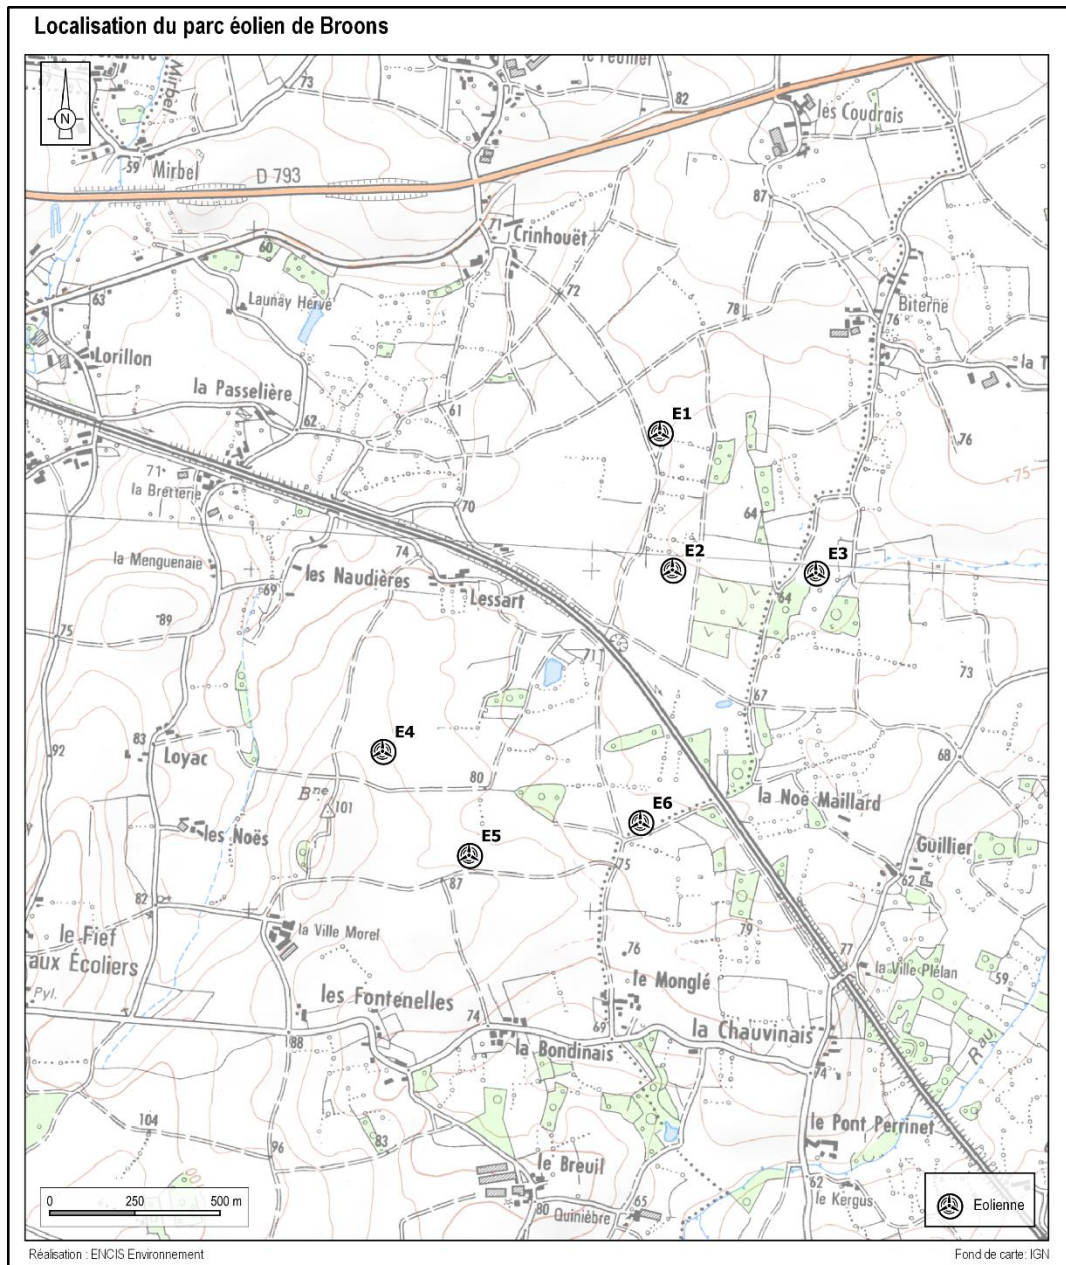 Localisation du parc éolien de Broons
N
Mirbel
73
82
les Coudrais
59
Mirbel
D 793
87
71
Crinhouët
60
72
63
Launay Hervé
78
Biterne
76
Lorillon
la Passelière
61
62
E1
76
75
71
la Bretterie
70
64
la Menguenaie
74
E2
E3
les Naudières
69
Lessart
64
89
75
71
73
67
E4
83
92
Loyac
68
80
Bne
101
la Noë Maillard
E6
les Noës
E5
Guillier
75
87
62
82
la Ville Morel
79
le Fief
aux Écoliers
76
77
la Ville Plélan
59
le Monglé
Pyl.
les Fontenelles
74
69
la Chauvinais
Rau
88
la Bondinais
74
104
83
le Pont Perrinet
96
le Breuil
62
le Kergus
65
80
Quinièbre
0 250 500 m
Eolienne
Réalisation : ENCIS Environnement
Fond de carte: IGN